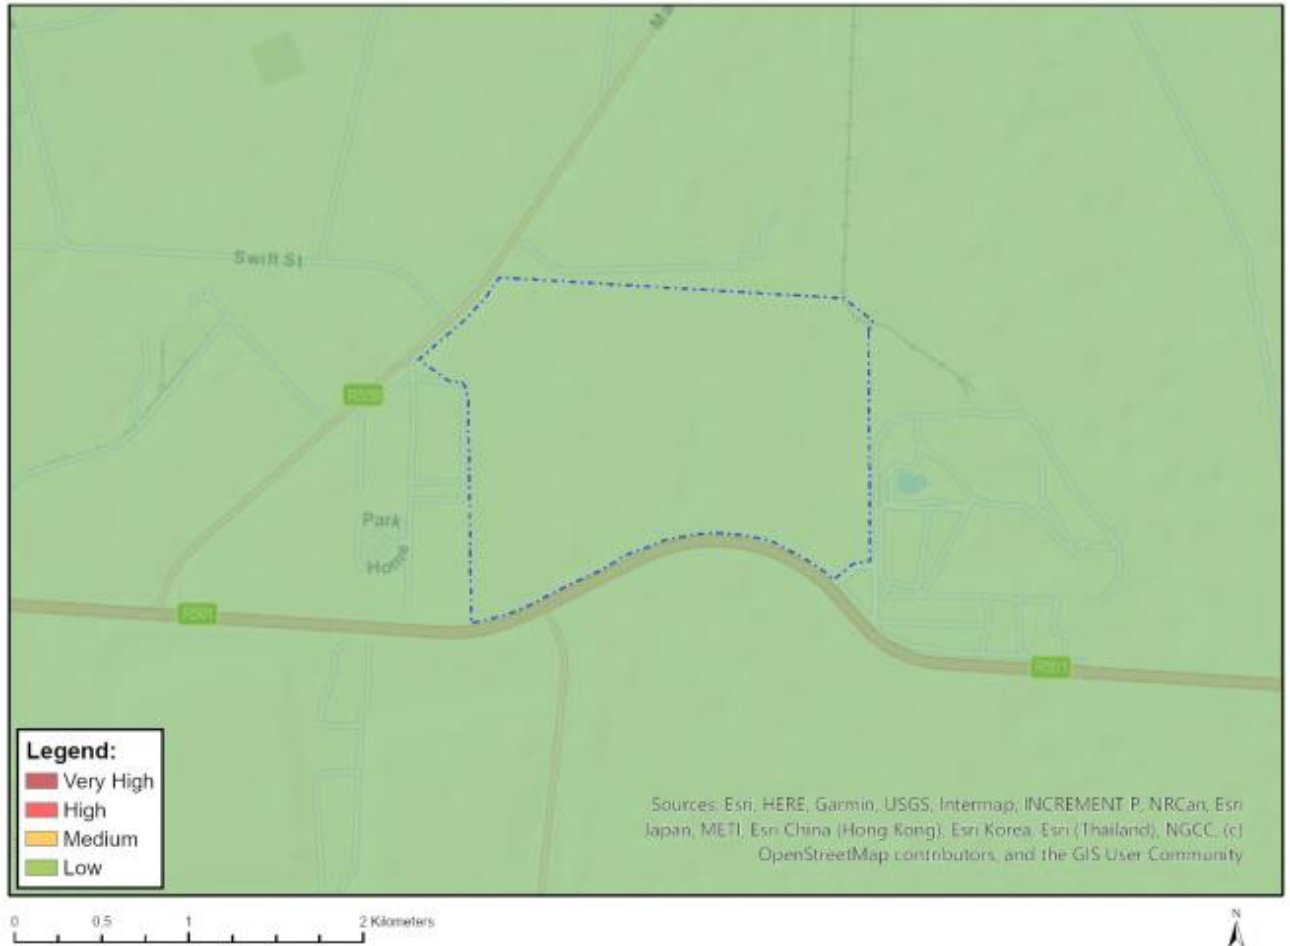 Ma
Swift St
Park
Home
R501
Legend:
Very High
High
Medium
Low
Sources: Esri, HERE, Garmin, USGS, Intermap, INCREMENT P, NRCan, Esri
Japan, METI, Esri China (Hong Kong), Esri Korea, Esri (Thailand), NGCC, (c)
OpenStreetMap contributors, and the GIS User Community
0 0.5 1 2 Kilometers
N